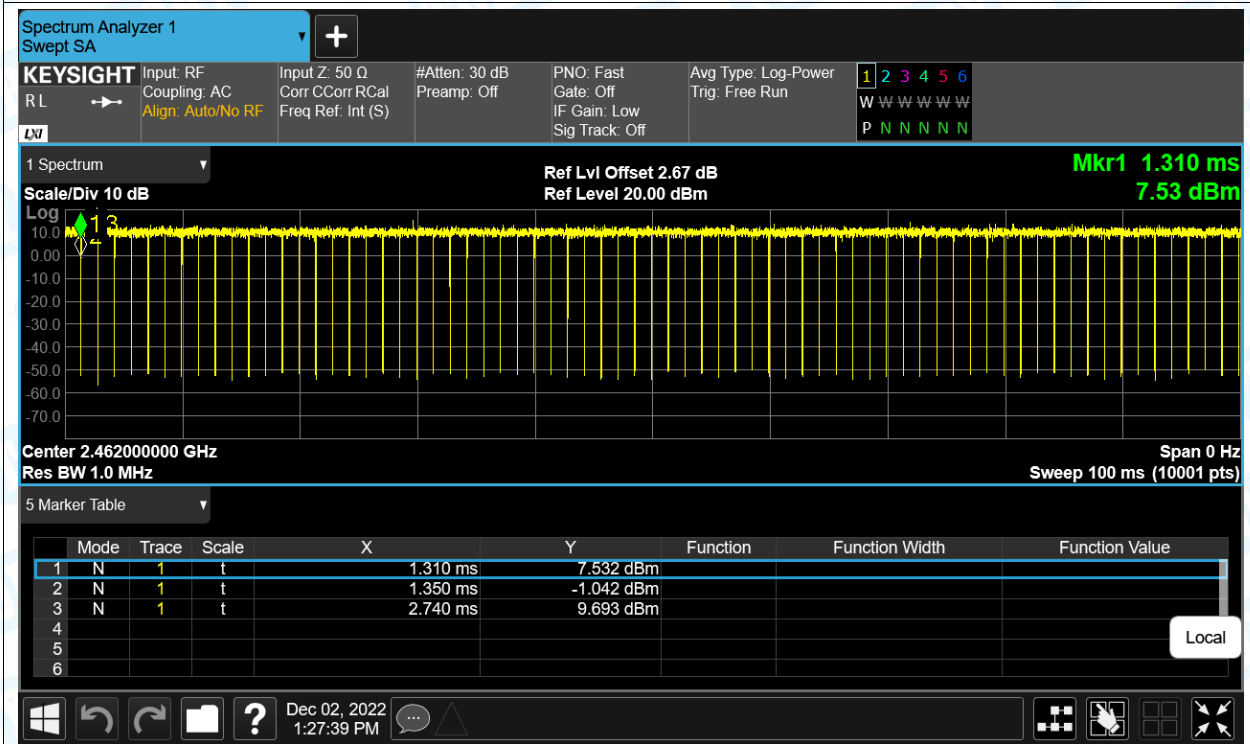 Spectrum Analyzer 1
Swept SA
+
KEYSIGHT Input: RF Input Z: 50 Ω #Atten: 30 dB PNO: Fast Avg Type: Log-Power 1 2 3 4 5 6
R L Coupling: AC Corr CCorr RCal Preamp: Off Gate: Off Trig: Free Run W W W W W W
Align: Auto/No RF Freq Ref: Int (S) IF Gain: Low
LXI Sig Track: Off P N N N N N
1 Spectrum Ref Lvl Offset 2.67 dB Mkr1 1.310 ms
Scale/Div 10 dB Ref Level 20.00 dBm 7.53 dBm
Log
1 3
10.0
0.00
-10.0
-20.0
-30.0
-40.0
-50.0
-60.0
-70.0
Center 2.462000000 GHz Span 0 Hz
Res BW 1.0 MHz Sweep 100 ms (10001 pts)
5 Marker Table
Mode Trace Scale X Y Function Function Width Function Value
1 N 1 t 1.310 ms 7.532 dBm
2 N 1 t 1.350 ms -1.042 dBm
3 N 1 t 2.740 ms 9.693 dBm
4
5
6
Local
? Dec 02, 2022
1:27:39 PM